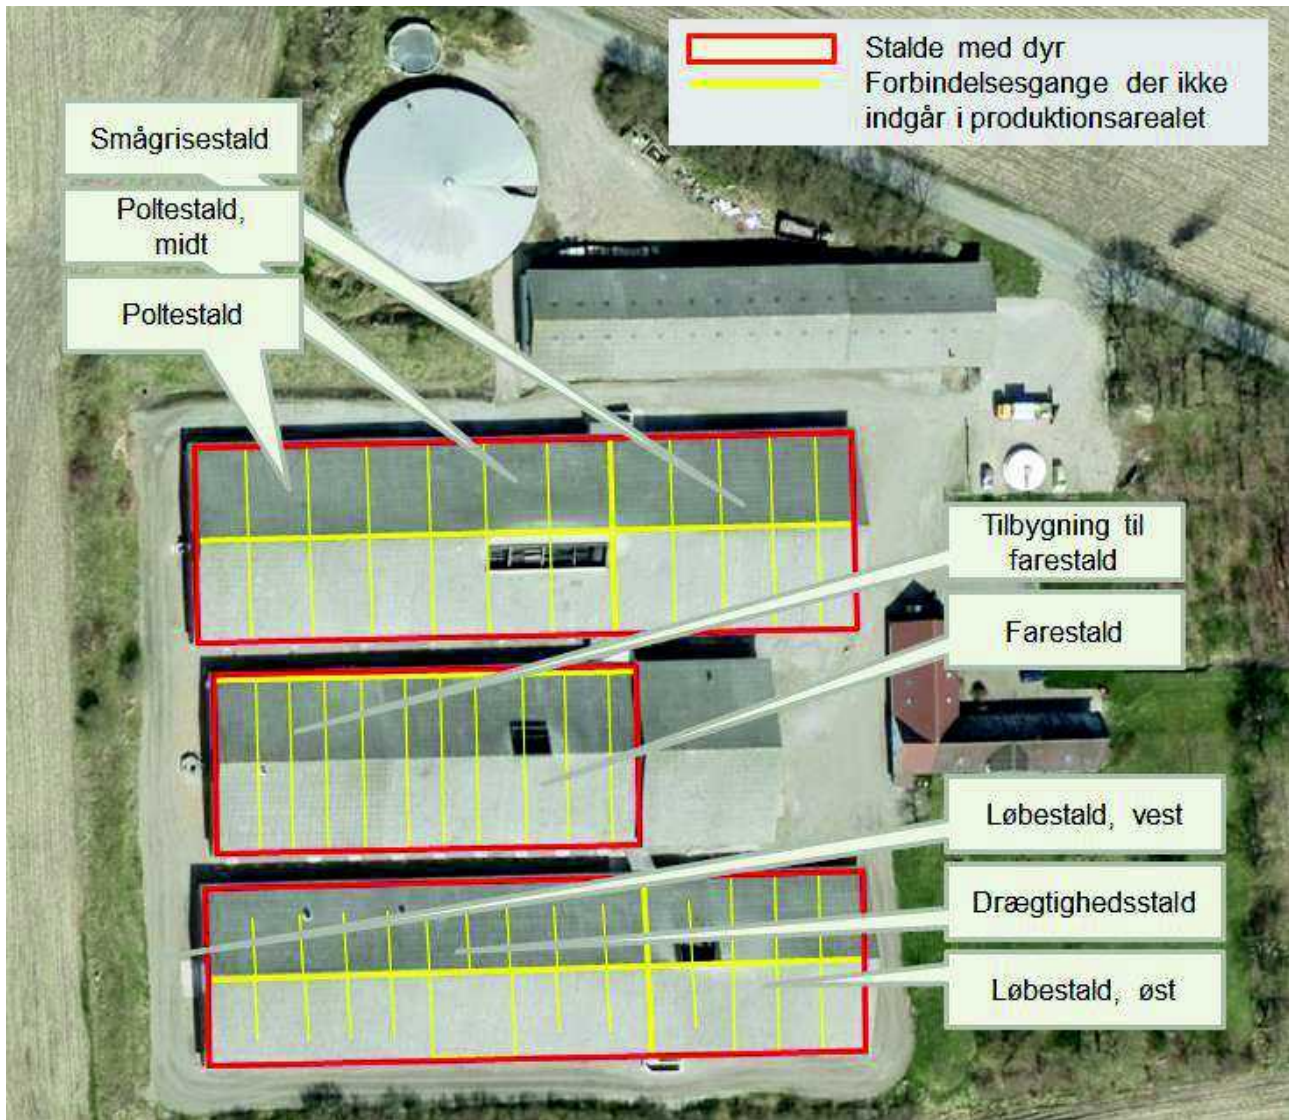 Stalde med dyr
Forbindelsesgange der ikke
indgår i produktionsarealet
Smågrisestald
Poltestald,
midt
Poltestald
Tilbygning til
farestald
Farestald
Løbestald, vest
Drægtighedsstald
Løbestald, øst